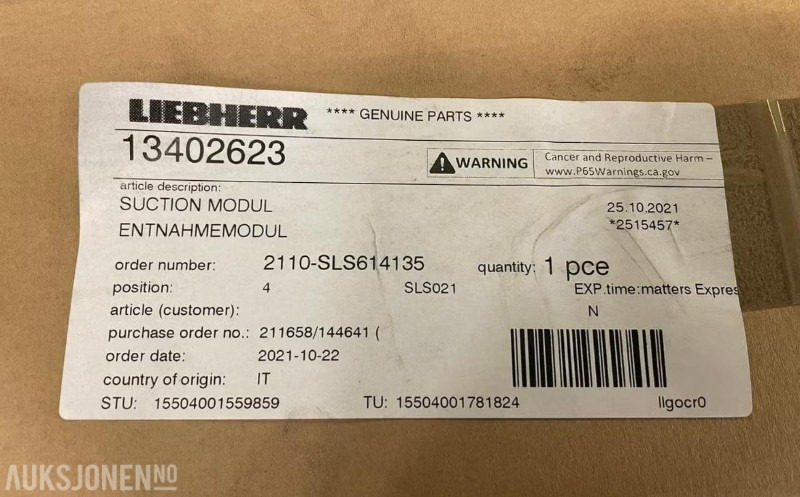 LIEBHERR **** GENUINE PARTS ****
13402623
WARNING Cancer and Reproductive Harm –
www.P65Warnings.ca.gov
article description:
SUCTION MODUL 25.10.2021
ENTNAHMEMODUL *2515457*
order number: 2110-SLS614135 quantity: 1 pce
position: 4 SLS021 EXP.time:matters Expres
article (customer): N
purchase order no.: 211658/144641 (
order date: 2021-10-22
country of origin: IT
STU: 15504001559859 TU: 15504001781824 llgocr0
AUKSJONEN NO